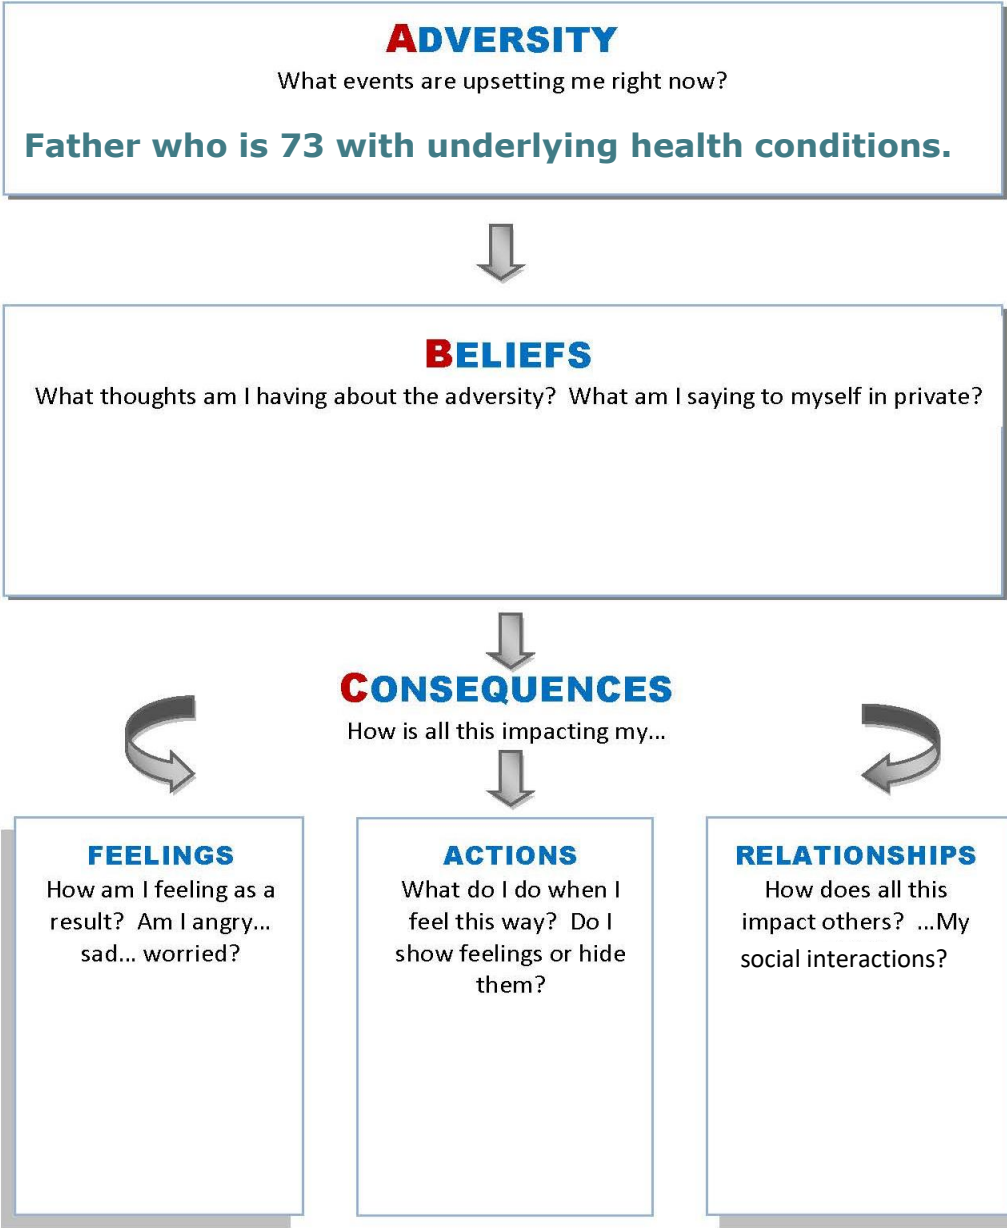 ADVERSITY
What events are upsetting me right now?
Father who is 73 with underlying health conditions.
BELIEFS
What thoughts am I having about the adversity?  What am I saying to myself in private?
CONSEQUENCES
How is all this impacting my...
FEELINGS
How am I feeling as a
result?  Am I angry...
sad... worried?
ACTIONS
What do I do when I
feel this way?  Do I
show feelings or hide
them?
RELATIONSHIPS
How does all this
impact others?  ...My
social interactions?